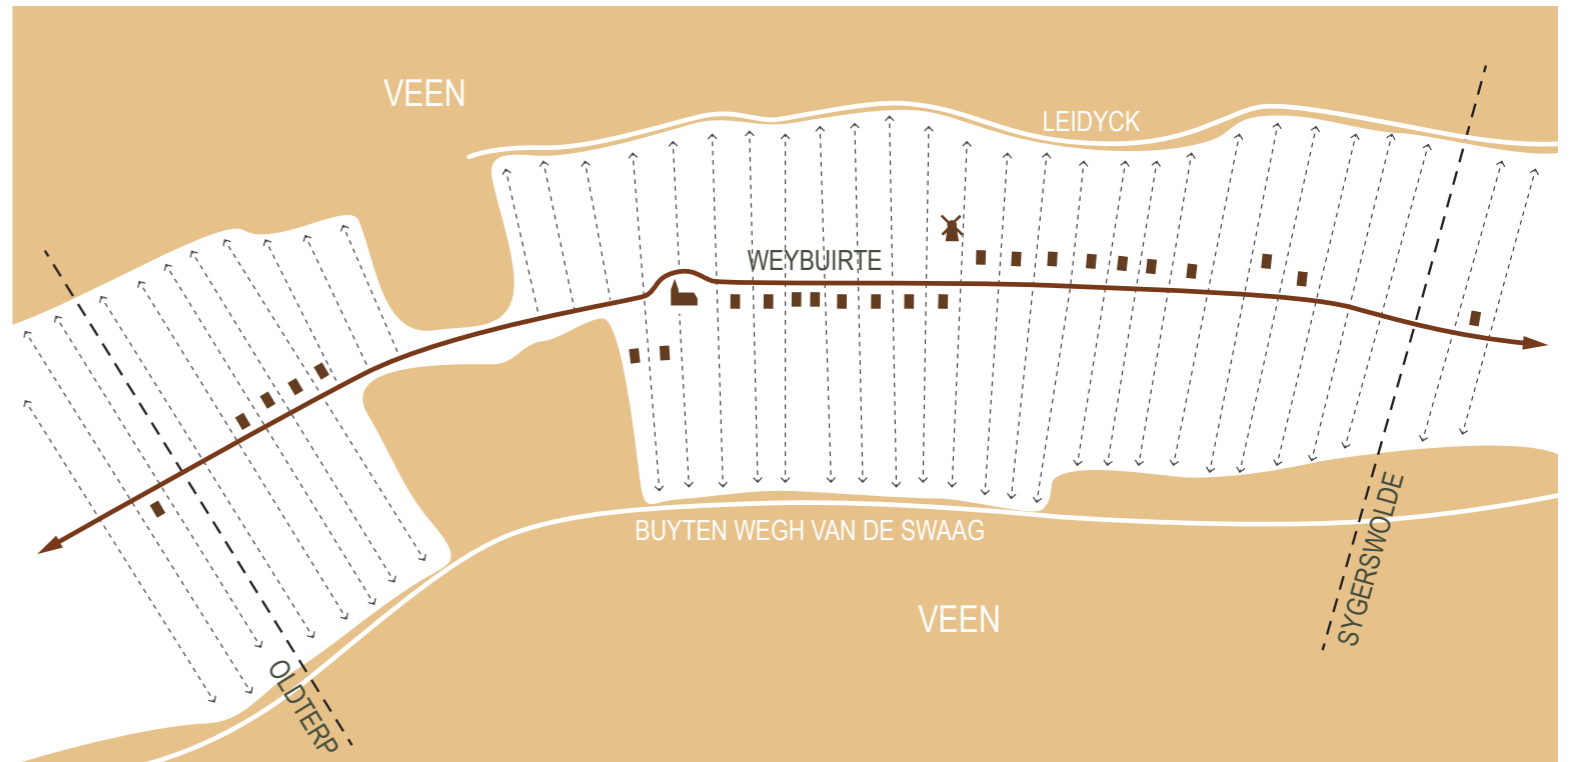 VEEN
LEIDYCK
WEYBUIRTE
BUYTEN WEGH VAN DE SWAAG
SYGERSWOLDE
VEEN
OLDTERP